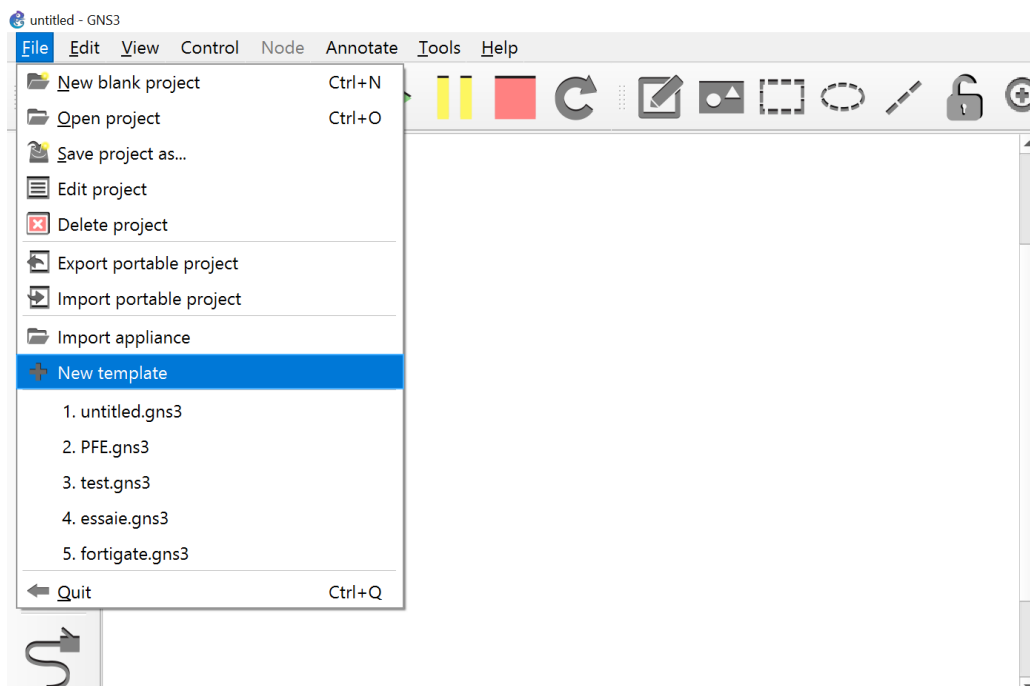 untitled - GNS3
File Edit View Control Node Annotate Tools Help
New blank project Ctrl+N
Open project Ctrl+O
Save project as...
Edit project
Delete project
Export portable project
Import portable project
Import appliance
New template
1. untitled.gns3
2. PFE.gns3
3. test.gns3
4. essaie.gns3
5. fortigate.gns3
Quit Ctrl+Q